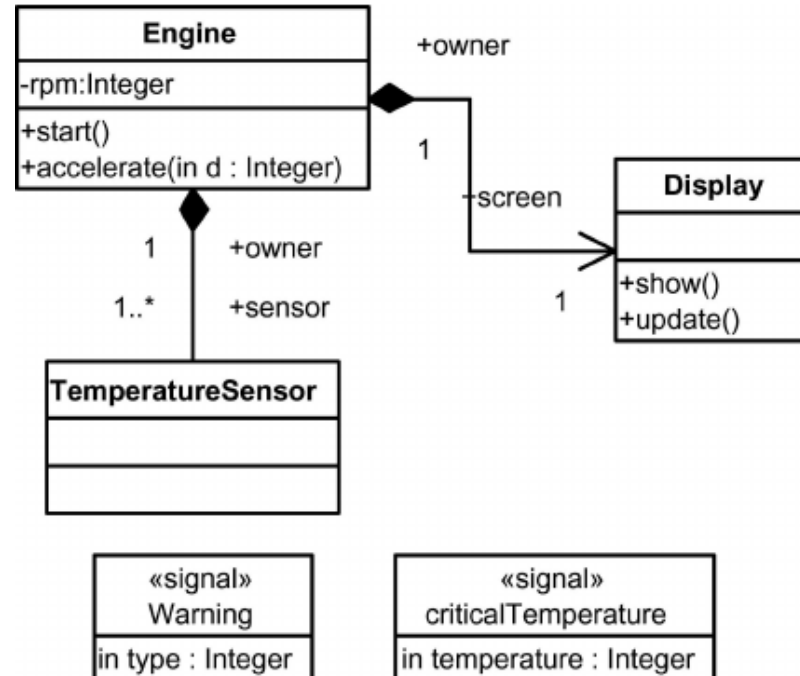 Engine
-rpm:Integer
+start()
+accelerate(in d : Integer)
+owner
1
+screen
1
Display
+show()
+update()
1
+owner
1..*
+sensor
TemperatureSensor
«signal»
Warning
in type : Integer
«signal»
criticalTemperature
in temperature : Integer